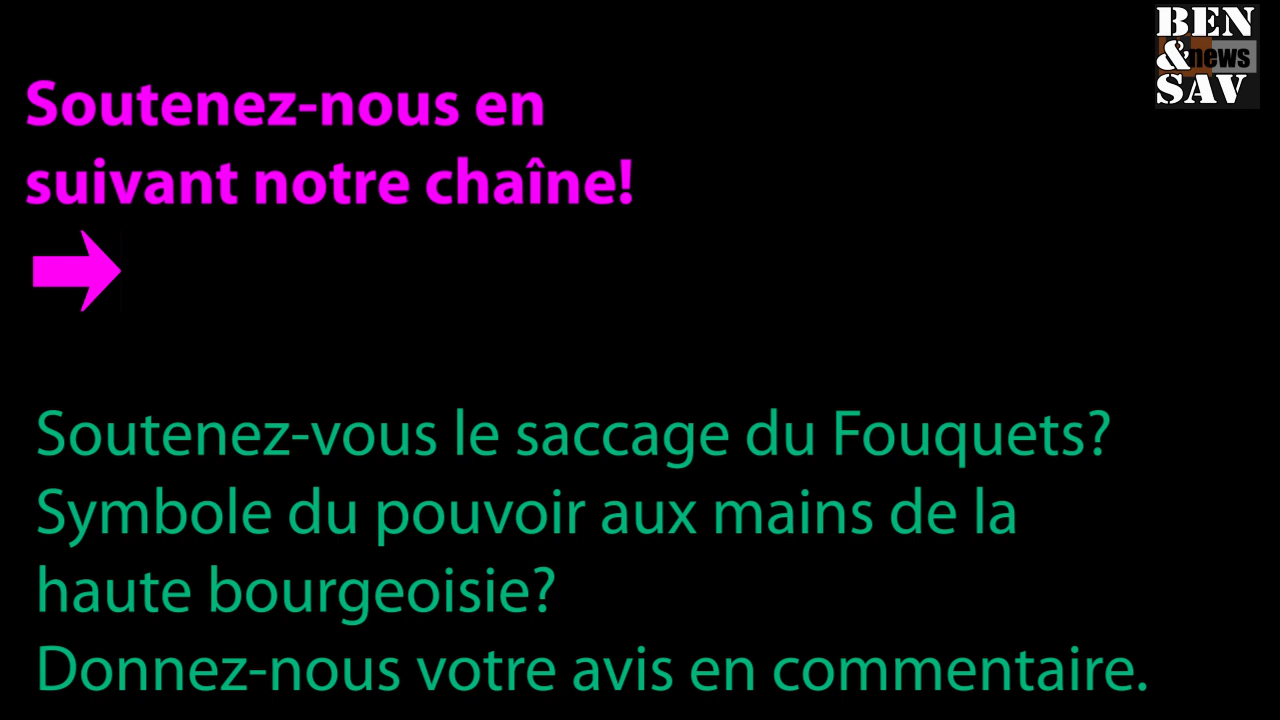 BEN
&news
SAV
Soutenez-nous en
suivant notre chaîne!
Soutenez-vous le saccage du Fouquets?
Symbole du pouvoir aux mains de la
haute bourgeoisie?
Donnez-nous votre avis en commentaire.